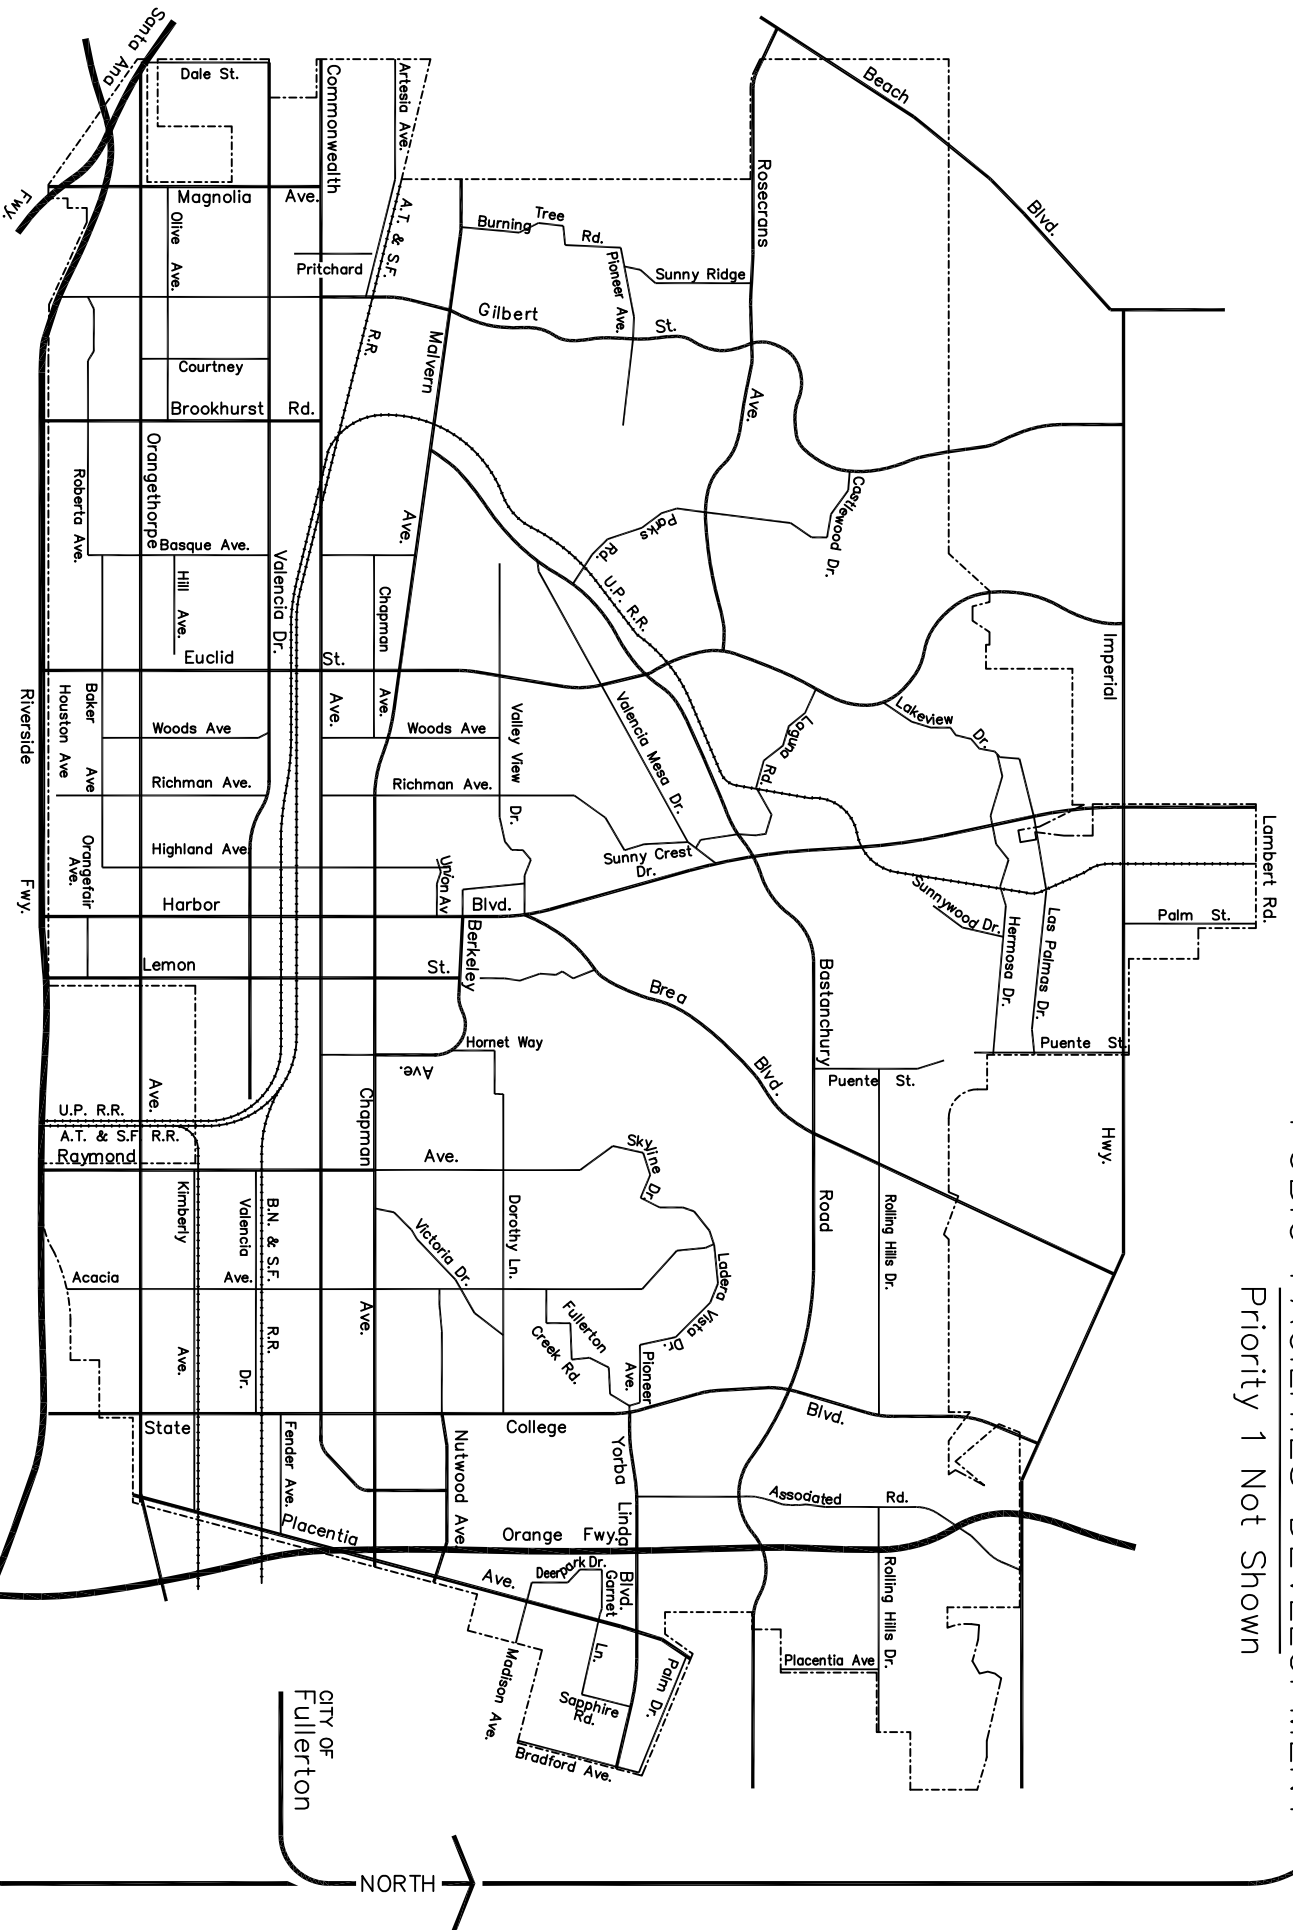 Santa Ana
Fwy.
Dale St.
Commonwealth
Artesia Ave.
Beach
Blvd.
Rosecrans
Magnolia Ave.
Olive Ave.
A.T. & S.F.
R.R.
Pritchard
Burning Tree Rd.
Pioneer Ave.
Sunny Ridge
Gilbert St.
Malvern
Ave.
Courtney
Brookhurst Rd.
Ave.
Orangethorpe
Roberta Ave.
Basque Ave.
Hill Ave.
Valencia Dr.
Chapman
Ave.
Parks
Rd.
Castlewood Dr.
U.P. R.R.
Euclid St.
Imperial
Riverside
Fwy.
Houston Ave
Baker Ave
Ave.
Woods Ave
Woods Ave
Valley View Dr.
Valencia Mesa Dr.
Laguna Rd.
Lakeview Dr.
Richman Ave.
Richman Ave.
Highland Ave
Orangefair
Ave.
Union Av
Sunny Crest
Dr.
Harbor Blvd.
Berkeley
Ave.
Lemon St.
Sunnywood Dr.
Hermosa Dr.
Las Palmas Dr.
Palm St.
Lambert Rd.
Brea
Blvd.
Bastanchury
Road
Hornet Way
Puente St.
Puente St.
Hwy.
Ave.
U.P. R.R.
A.T. & S.F. R.R.
Raymond Ave.
Chapman
Ave.
Kimberly
Ave.
Valencia
Dr.
B.N. & S.F. R.R.
Skyline Dr.
Victoria Dr.
Dorothy Ln.
Rolling Hills Dr.
Acacia Ave.
Ladera Vista Dr.
Fullerton
Creek Rd.
Pioneer
Ave.
State College Blvd.
Fender Ave.
Nutwood Ave.
Yorba Linda Blvd.
Associated Rd.
Placentia Ave.
Orange Fwy.
Deerpark Dr.
Garnet Ln.
Rolling Hills Dr.
Placentia Ave
Madison Ave.
Sapphire
Rd.
Palm Dr.
Bradford Ave.
Priority 1 Not Shown
CITY OF
Fullerton
NORTH